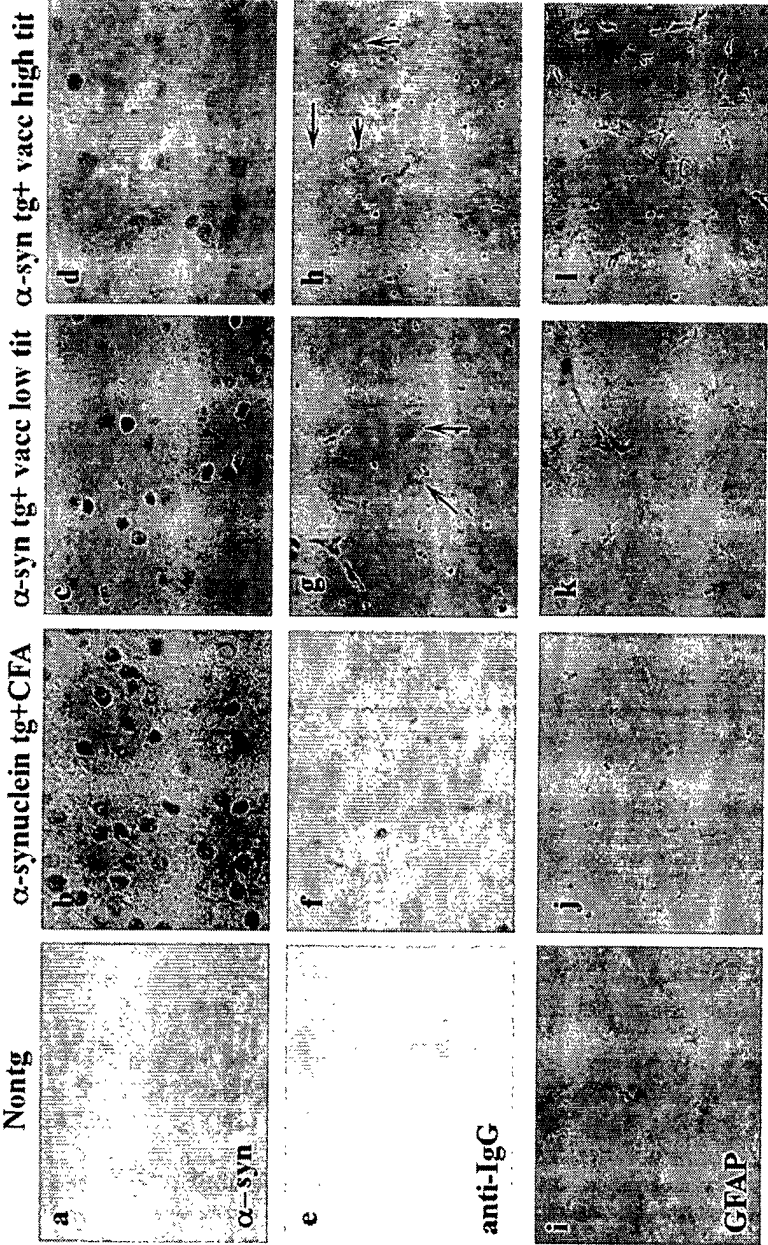 Nontg
α-synuclein tg+CFA
α-syn tg+ vacc low tit
α-syn tg+ vacc high tit
a
α–syn
b
c
d
e
anti-IgG
f
g
h
i
GFAP
j
k
l